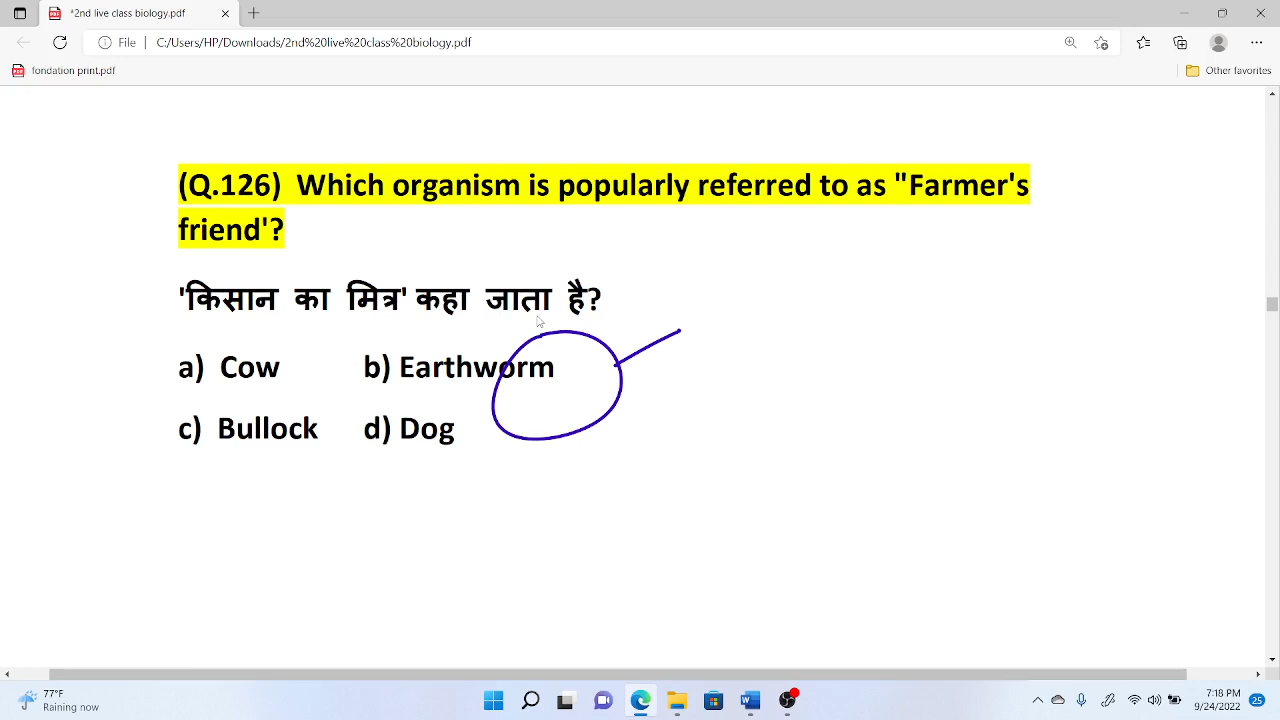 *2nd live class biology.pdf
File C:/Users/HP/Downloads/2nd%20live%20class%20biology.pdf
fondation print.pdf
Other favorites
(Q.126) Which organism is popularly referred to as "Farmer's
friend'?
'किसान का मित्र' कहा जाता है?
a) Cow b) Earthworm
c) Bullock d) Dog
77°F
Raining now
7:10 PM
9/24/2022
25